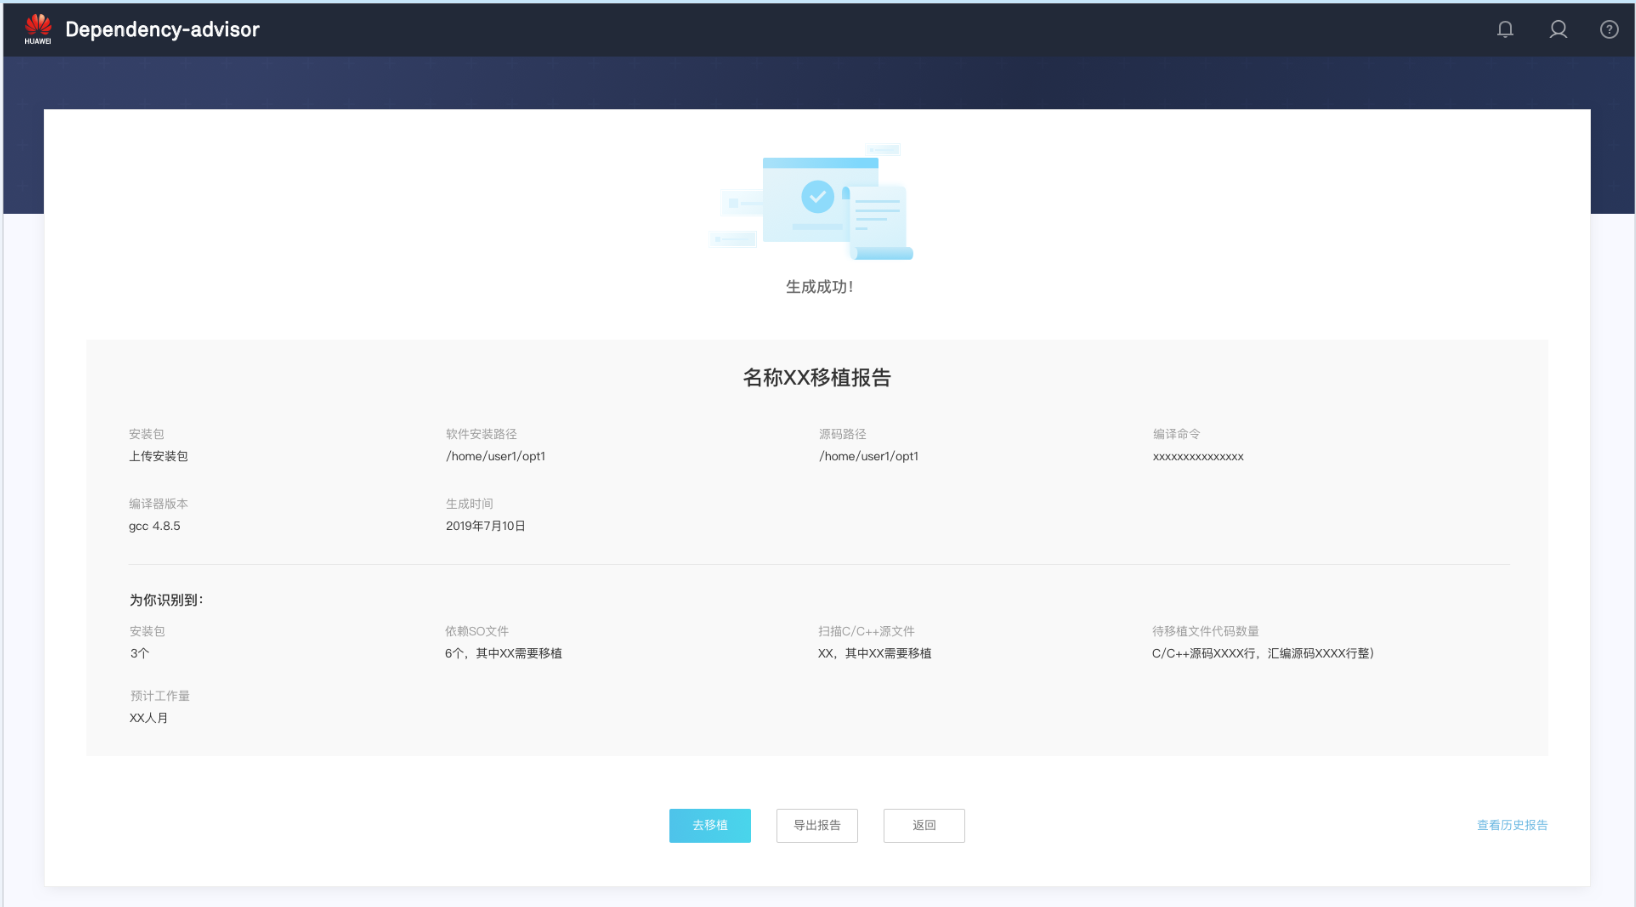 HUAWEI
Dependency-advisor
生成成功！
名称XX移植报告
安装包
软件安装路径
源码路径
编译命令
上传安装包
/home/user1/opt1
/home/user1/opt1
xxxxxxxxxxxxxxx
编译器版本
生成时间
gcc 4.8.5
2019年7月10日
为你识别到：
安装包
依赖SO文件
扫描C/C++源文件
待移植文件代码数量
3个
6个，其中XX需要移植
XX，其中XX需要移植
C/C++源码XXXX行，汇编源码XXXX行整）
预计工作量
XX人月
去移植
导出报告
返回
查看历史报告